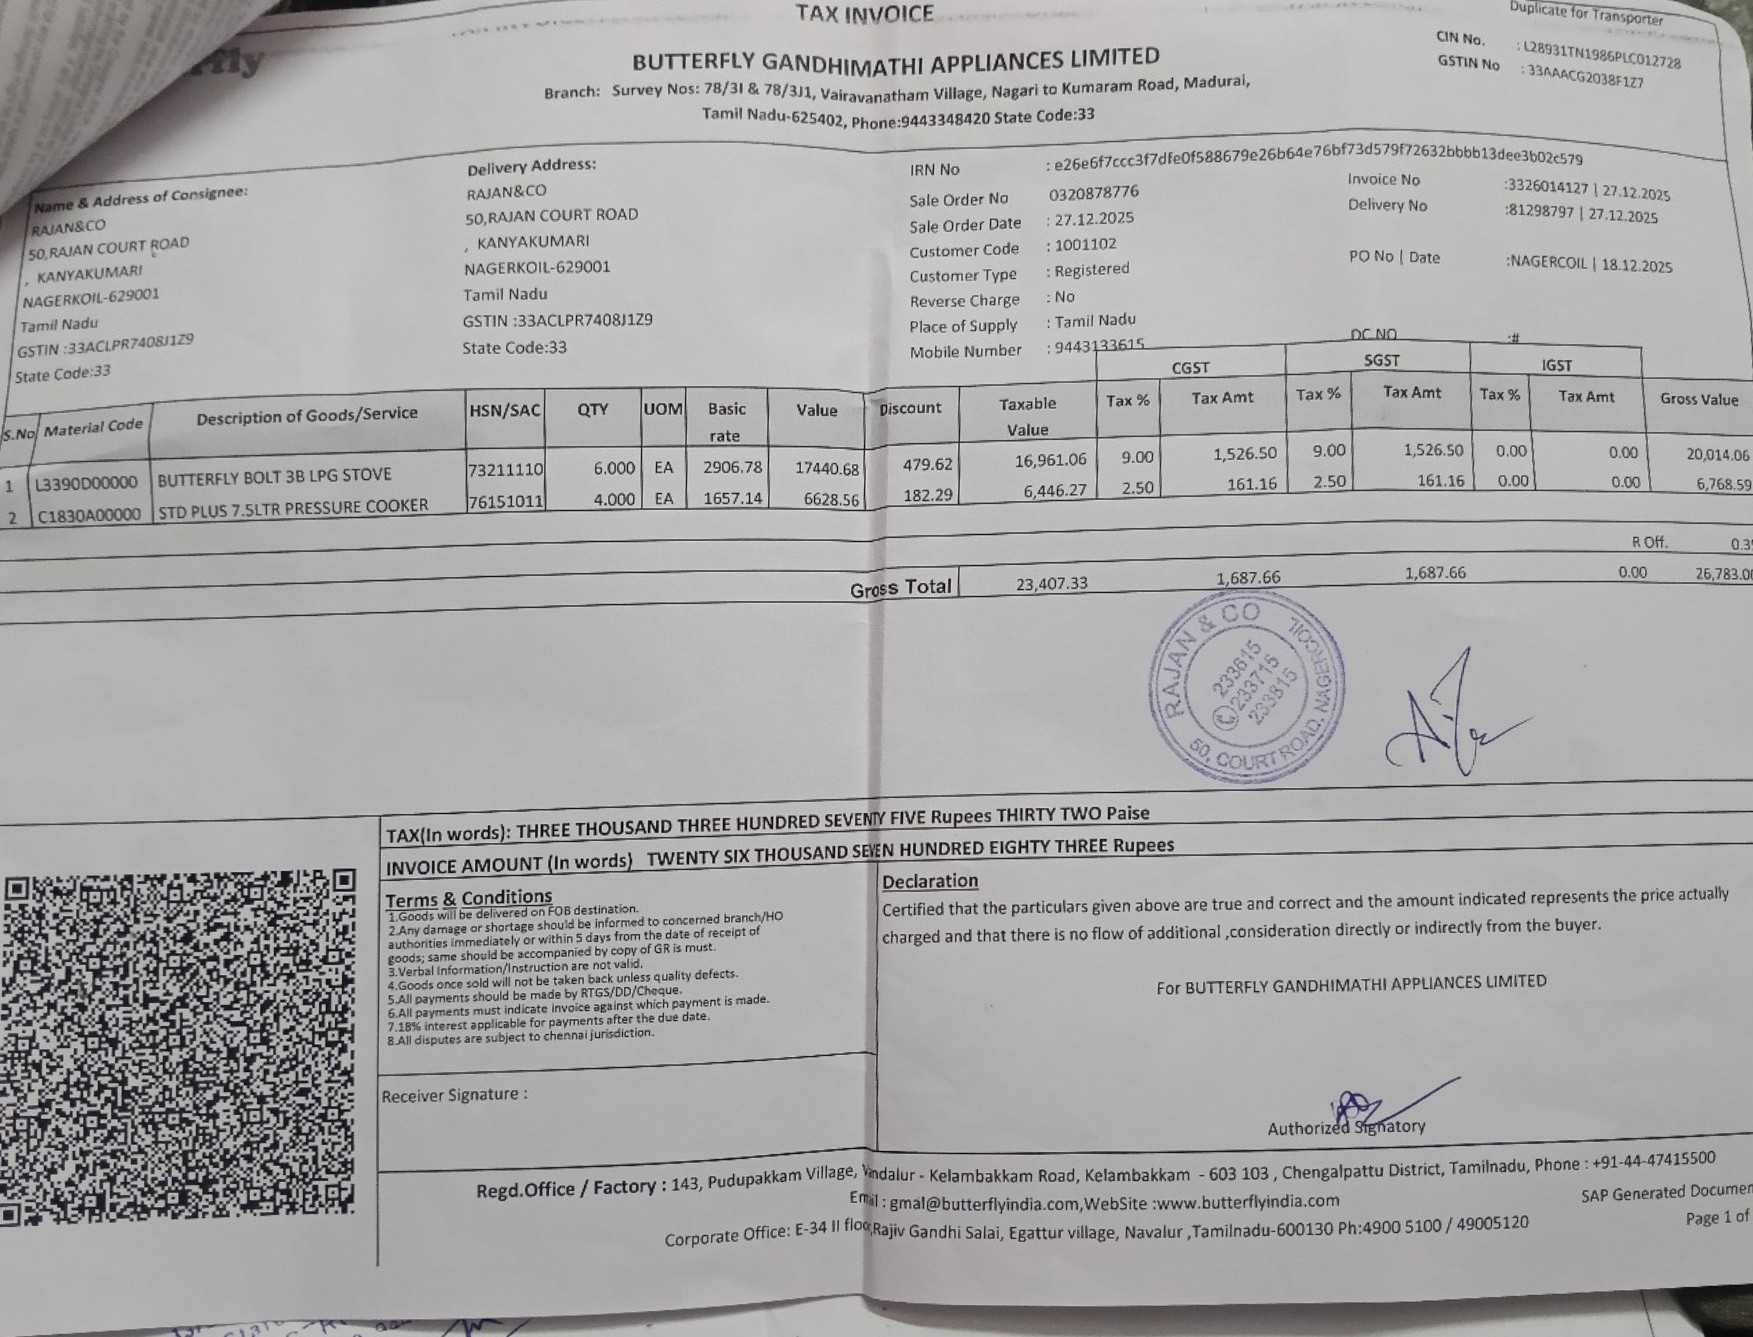 TAX INVOICE
Duplicate for Transporter
BUTTERFLY GANDHIMATHI APPLIANCES LIMITED
Branch: Survey Nos: 78/3I & 78/3J1, Vairavanatham Village, Nagari to Kumaram Road, Madurai,
Tamil Nadu-625402, Phone:9443348420 State Code:33
CIN No. : L28931TN1986PLC012728
GSTIN No : 33AAACG2038F1Z7
Name & Address of Consignee:
RAJAN&CO
50,RAJAN COURT ROAD
, KANYAKUMARI
NAGERKOIL-629001
Tamil Nadu
GSTIN :33ACLPR7408J1Z9
State Code:33
Delivery Address:
RAJAN&CO
50,RAJAN COURT ROAD
, KANYAKUMARI
NAGERKOIL-629001
Tamil Nadu
GSTIN :33ACLPR7408J1Z9
State Code:33
IRN No : e26e6f7ccc3f7dfe0f588679e26b64e76bf73d579f72632bbbb13dee3b02c579
Sale Order No 0320878776
Sale Order Date : 27.12.2025
Customer Code : 1001102
Customer Type : Registered
Reverse Charge : No
Place of Supply : Tamil Nadu
Mobile Number : 9443133615
Invoice No :3326014127 | 27.12.2025
Delivery No :81298797 | 27.12.2025
PO No | Date :NAGERCOIL | 18.12.2025
DC NO :#
CGST SGST IGST
S.No Material Code Description of Goods/Service HSN/SAC QTY UOM Basic rate Value Discount Taxable Value Tax % Tax Amt Tax % Tax Amt Tax % Tax Amt Gross Value
1 L3390D00000 BUTTERFLY BOLT 3B LPG STOVE 73211110 6.000 EA 2906.78 17440.68 479.62 16,961.06 9.00 1,526.50 9.00 1,526.50 0.00 0.00 20,014.06
2 C1830A00000 STD PLUS 7.5LTR PRESSURE COOKER 76151011 4.000 EA 1657.14 6628.56 182.29 6,446.27 2.50 161.16 2.50 161.16 0.00 0.00 6,768.59
R Off.
Gross Total 23,407.33 1,687.66 1,687.66 0.00 26,783.00
RAJAN & CO
233615
233715
233815
50, COURT ROAD, NAGERCOIL
TAX(In words): THREE THOUSAND THREE HUNDRED SEVENTY FIVE Rupees THIRTY TWO Paise
INVOICE AMOUNT (In words) TWENTY SIX THOUSAND SEVEN HUNDRED EIGHTY THREE Rupees
Terms & Conditions
1.Goods will be delivered on FOB destination.
2.Any damage or shortage should be informed to concerned branch/HO
authorities immediately or within 5 days from the date of receipt of
goods; same should be accompanied by copy of GR is must.
3.Verbal Information/Instruction are not valid.
4.Goods once sold will not be taken back unless quality defects.
5.All payments should be made by RTGS/DD/Cheque.
6.All payments must indicate Invoice against which payment is made.
7.18% interest applicable for payments after the due date.
8.All disputes are subject to chennai jurisdiction.
Receiver Signature :
Declaration
Certified that the particulars given above are true and correct and the amount indicated represents the price actually
charged and that there is no flow of additional ,consideration directly or indirectly from the buyer.
For BUTTERFLY GANDHIMATHI APPLIANCES LIMITED
Authorized Signatory
Regd.Office / Factory : 143, Pudupakkam Village, Vandalur - Kelambakkam Road, Kelambakkam - 603 103 , Chengalpattu District, Tamilnadu, Phone : +91-44-47415500
Email : gmal@butterflyindia.com,WebSite :www.butterflyindia.com
Corporate Office: E-34 II floor,Rajiv Gandhi Salai, Egattur village, Navalur ,Tamilnadu-600130 Ph:4900 5100 / 49005120
SAP Generated Documen
Page 1 of